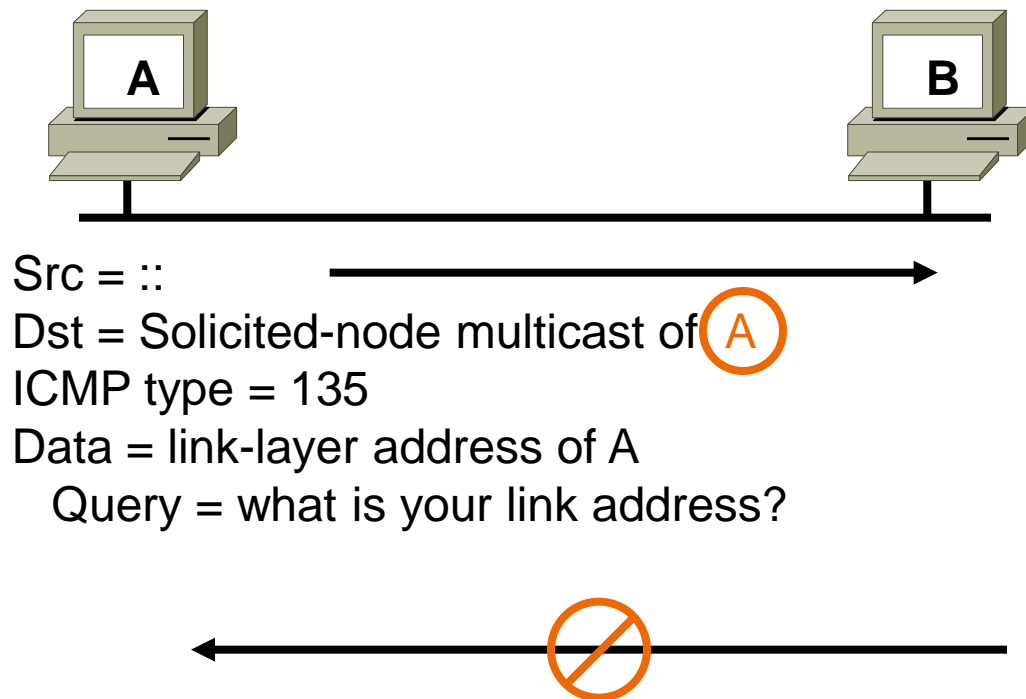 A
B
Src = ::
Dst = Solicited-node multicast of A
ICMP type = 135
Data = link-layer address of A
Query = what is your link address?